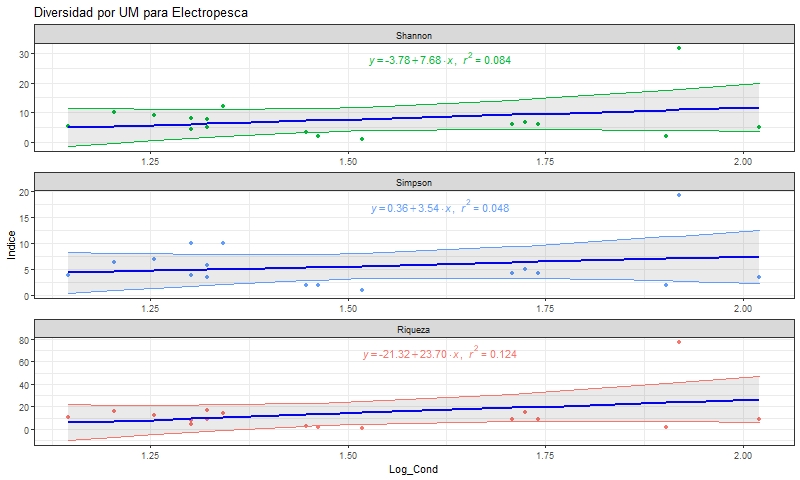 Diversidad por UM para Electropesca
Shannon
y = -3.78 + 7.68 · x,  r² = 0.084
30
20
10
0
1.25 1.50 1.75 2.00
Simpson
y = 0.36 + 3.54 · x,  r² = 0.048
20
15
10
5
0
1.25 1.50 1.75 2.00
Indice
Riqueza
y = -21.32 + 23.70 · x,  r² = 0.124
80
60
40
20
0
1.25 1.50 1.75 2.00
Log_Cond